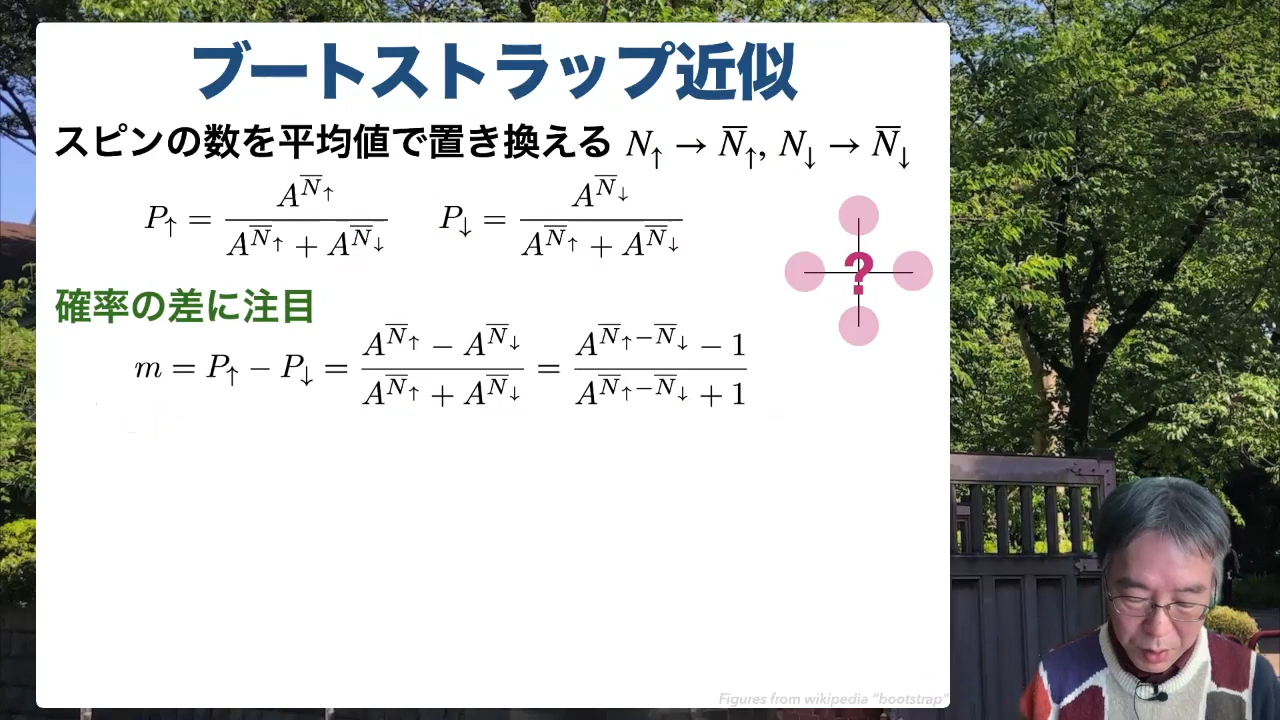 ブートストラップ近似
スピンの数を平均値で置き換える N↑ → N̅↑, N↓ → N̅↓
P↑ = A^{N̅↑} / (A^{N̅↑} + A^{N̅↓}) P↓ = A^{N̅↓} / (A^{N̅↑} + A^{N̅↓})
?
確率の差に注目
m = P↑ − P↓ = (A^{N̅↑} − A^{N̅↓}) / (A^{N̅↑} + A^{N̅↓}) = (A^{N̅↑−N̅↓} − 1) / (A^{N̅↑−N̅↓} + 1)
Figures from wikipedia "bootstrap"